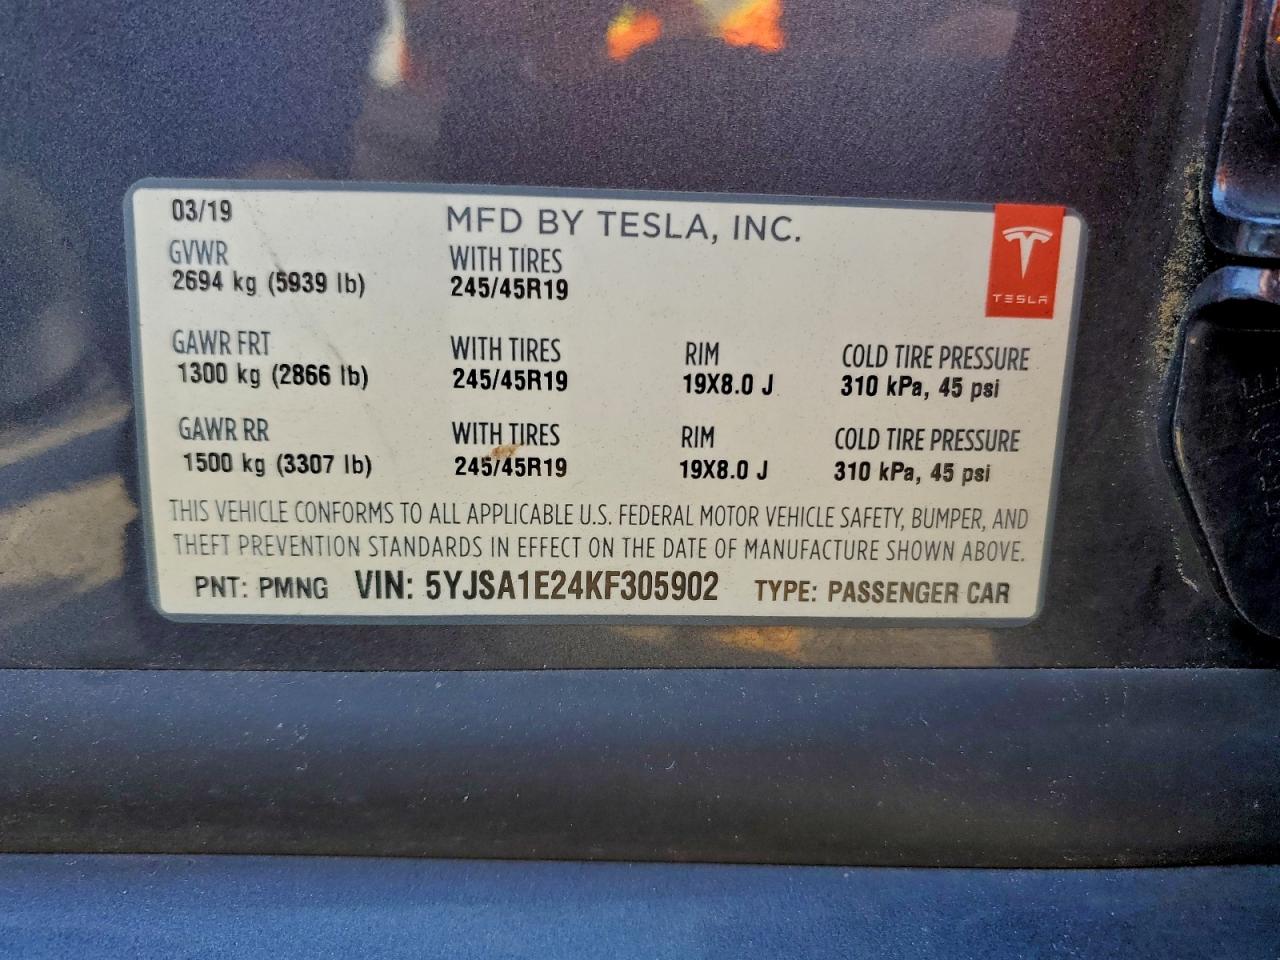 03/19
MFD BY TESLA, INC.
GVWR WITH TIRES
2694 kg (5939 lb) 245/45R19
TESLA
GAWR FRT WITH TIRES RIM COLD TIRE PRESSURE
1300 kg (2866 lb) 245/45R19 19X8.0 J 310 kPa, 45 psi
GAWR RR WITH TIRES RIM COLD TIRE PRESSURE
1500 kg (3307 lb) 245/45R19 19X8.0 J 310 kPa, 45 psi
THIS VEHICLE CONFORMS TO ALL APPLICABLE U.S. FEDERAL MOTOR VEHICLE SAFETY, BUMPER, AND
THEFT PREVENTION STANDARDS IN EFFECT ON THE DATE OF MANUFACTURE SHOWN ABOVE.
PNT: PMNG VIN: 5YJSA1E24KF305902 TYPE: PASSENGER CAR